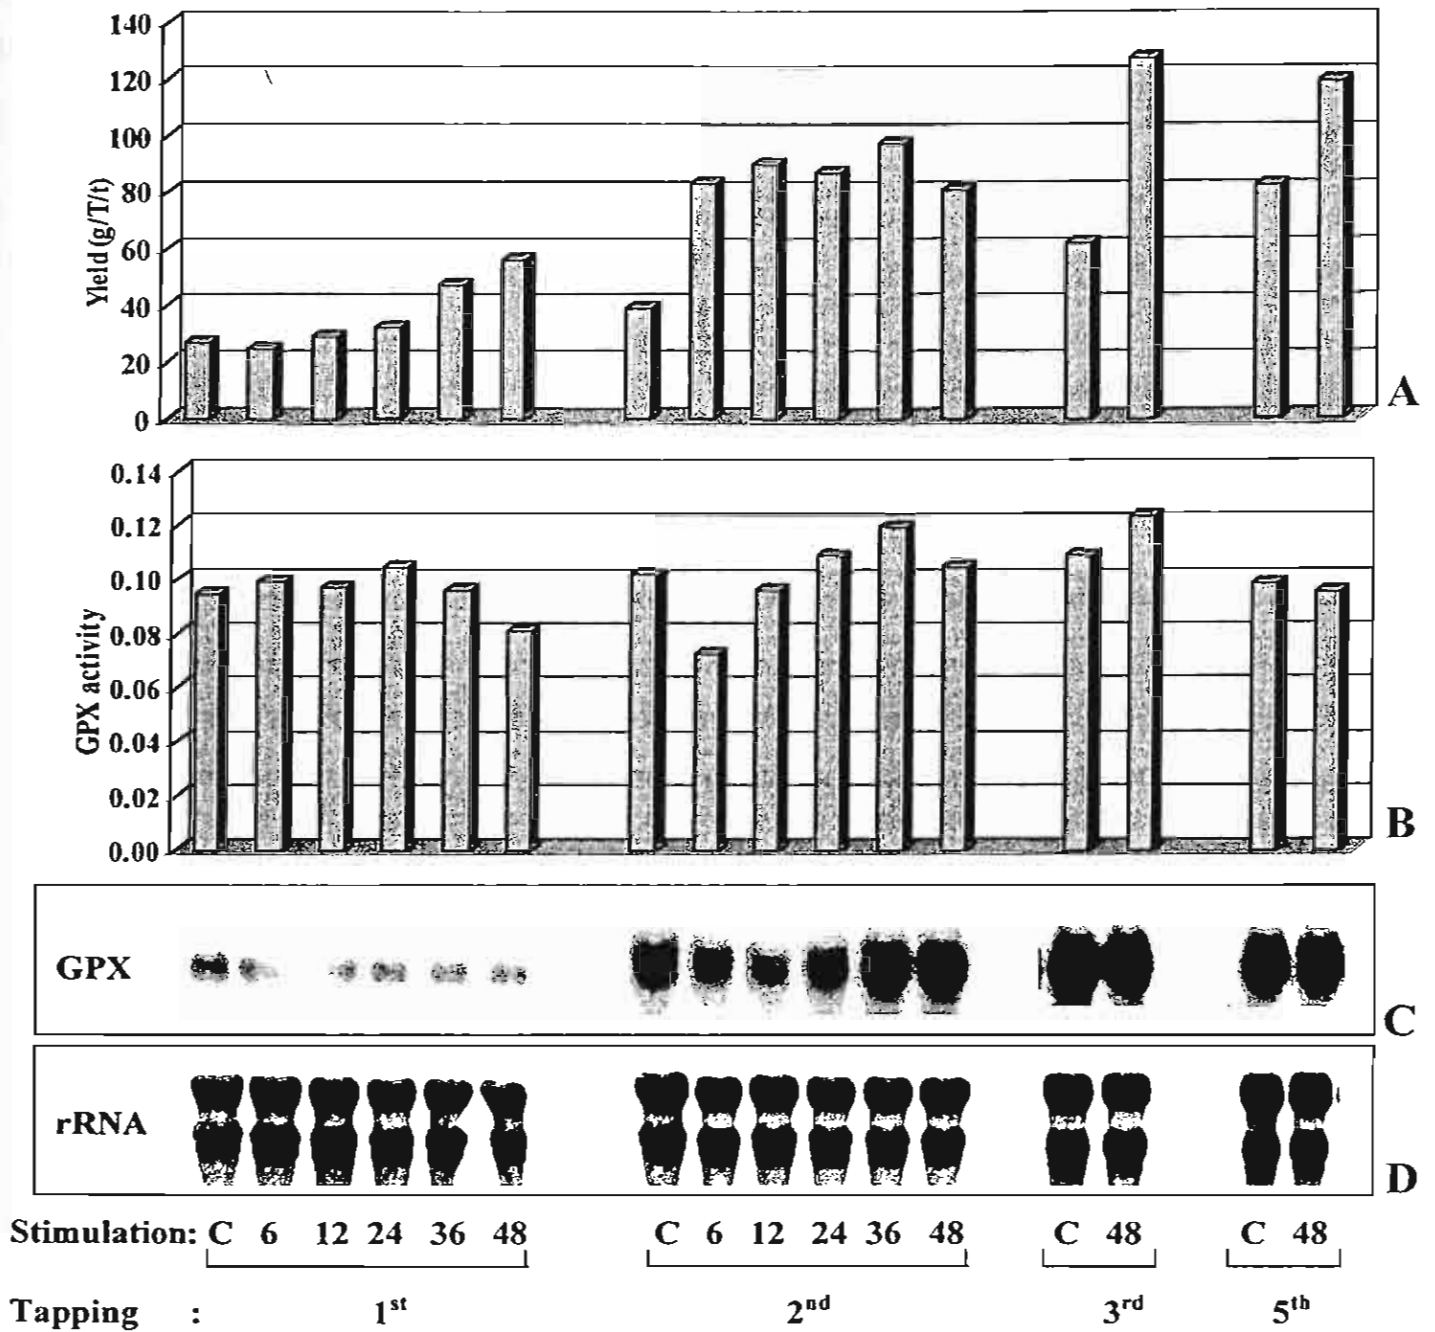 140
120
100
80
60
40
20
0
Yield (g/T/t)
A
0.14
0.12
0.10
0.08
0.06
0.04
0.02
0.00
GPX activity
B
GPX
C
rRNA
D
Stimulation: C 6 12 24 36 48 C 6 12 24 36 48 C 48 C 48
Tapping : 1st 2nd 3rd 5th